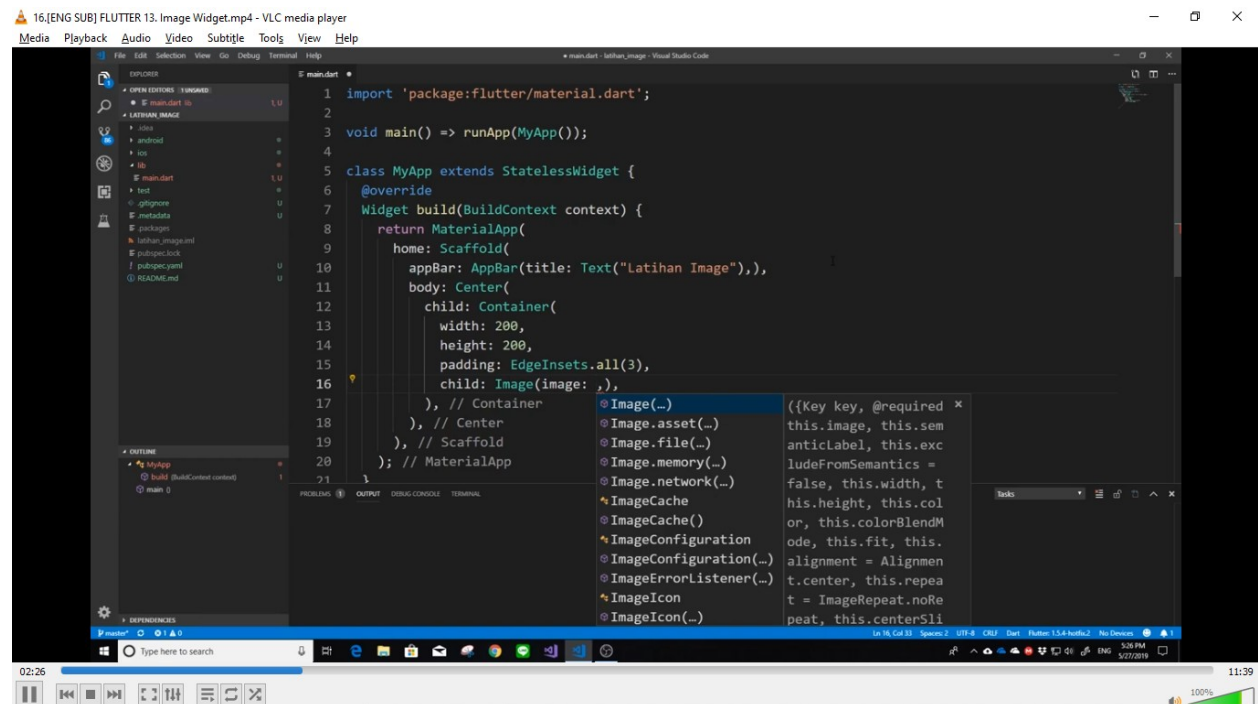 16.[ENG SUB] FLUTTER 13. Image Widget.mp4 - VLC media player
Media Playback Audio Video Subtitle Tools View Help
File Edit Selection View Go Debug Terminal Help
● main.dart - latihan_image - Visual Studio Code
EXPLORER
OPEN EDITORS 1 UNSAVED
main.dart lib 1, U
LATIHAN_IMAGE
.idea
android
ios
lib
main.dart 1, U
test
.gitignore U
.metadata U
.packages
latihan_image.iml
pubspec.lock
pubspec.yaml U
README.md U
OUTLINE
MyApp
build (BuildContext context) 1
main ()
DEPENDENCIES
main.dart
1 import 'package:flutter/material.dart';
2
3 void main() => runApp(MyApp());
4
5 class MyApp extends StatelessWidget {
6 @override
7 Widget build(BuildContext context) {
8 return MaterialApp(
9 home: Scaffold(
10 appBar: AppBar(title: Text("Latihan Image"),),
11 body: Center(
12 child: Container(
13 width: 200,
14 height: 200,
15 padding: EdgeInsets.all(3),
16 child: Image(image: ,),
17 ), // Container
18 ), // Center
19 ), // Scaffold
20 ); // MaterialApp
21 }
Image(…)
Image.asset(…)
Image.file(…)
Image.memory(…)
Image.network(…)
ImageCache
ImageCache()
ImageConfiguration
ImageConfiguration(…)
ImageErrorListener(…)
ImageIcon
ImageIcon(…)
({Key key, @required
this.image, this.sem
anticLabel, this.exc
ludeFromSemantics =
false, this.width, t
his.height, this.col
or, this.colorBlendM
ode, this.fit, this.
alignment = Alignmen
t.center, this.repea
t = ImageRepeat.noRe
peat, this.centerSli
PROBLEMS 1 OUTPUT DEBUG CONSOLE TERMINAL
Tasks
master* 1 0
Ln 16, Col 33 Spaces: 2 UTF-8 CRLF Dart Flutter: 1.5.4-hotfix.2 No Devices 1
Type here to search
ENG
5:26 PM
5/27/2019
02:26
11:39
100%